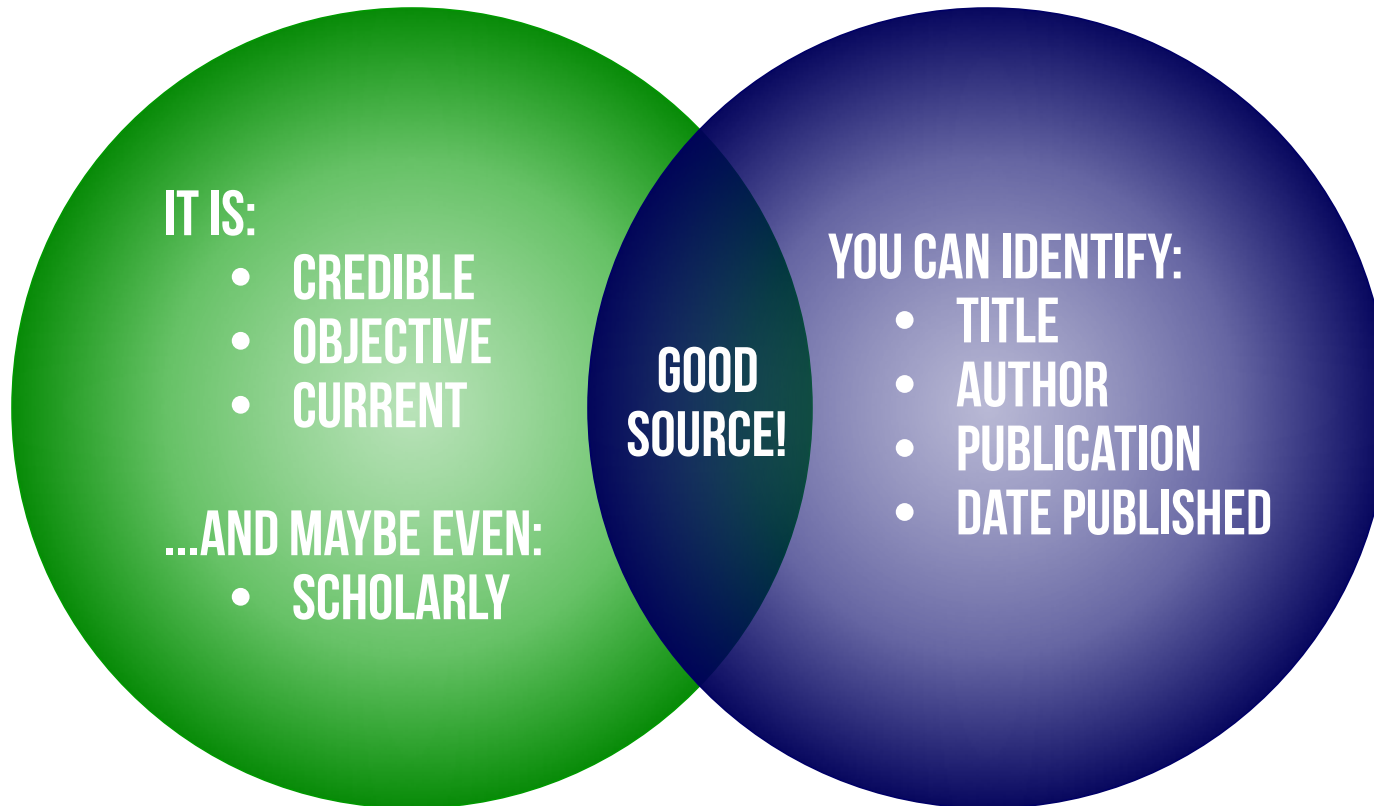 IT IS:
• CREDIBLE
• OBJECTIVE
• CURRENT
...AND MAYBE EVEN:
• SCHOLARLY
GOOD
SOURCE!
YOU CAN IDENTIFY:
• TITLE
• AUTHOR
• PUBLICATION
• DATE PUBLISHED